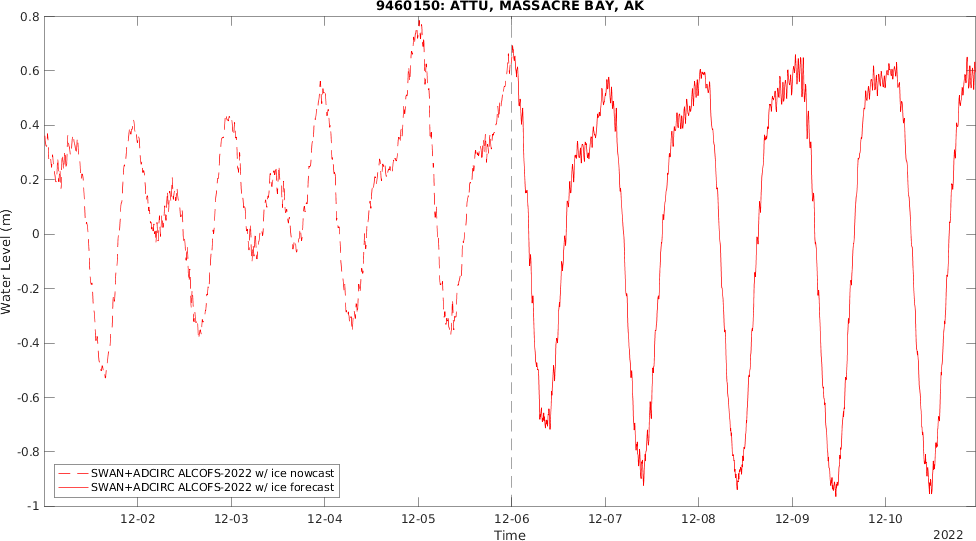 9460150: ATTU, MASSACRE BAY, AK
0.8
0.6
0.4
0.2
0
-0.2
-0.4
-0.6
-0.8
-1
Water Level (m)
SWAN+ADCIRC ALCOFS-2022 w/ ice nowcast
SWAN+ADCIRC ALCOFS-2022 w/ ice forecast
12-02 12-03 12-04 12-05 12-06 12-07 12-08 12-09 12-10
Time
2022